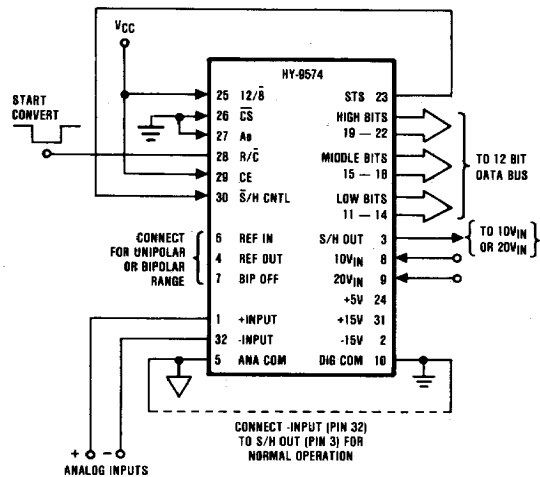 VCC
HY-9574
START
CONVERT
25 12/8̅
26 C̅S̅
27 Ao
28 R/C̅
29 CE
30 S̅/H CNTL
STS 23
HIGH BITS
19 — 22
MIDDLE BITS
15 — 18
LOW BITS
11 — 14
TO 12 BIT
DATA BUS
CONNECT
FOR UNIPOLAR
OR BIPOLAR
RANGE
6 REF IN
4 REF OUT
7 BIP OFF
S/H OUT 3
10VIN 8
20VIN 9
TO 10VIN
OR 20VIN
+5V 24
1 +INPUT
+15V 31
32 -INPUT
-15V 2
5 ANA COM
DIG COM 10
CONNECT -INPUT (PIN 32)
TO S/H OUT (PIN 3) FOR
NORMAL OPERATION
+ −
ANALOG INPUTS